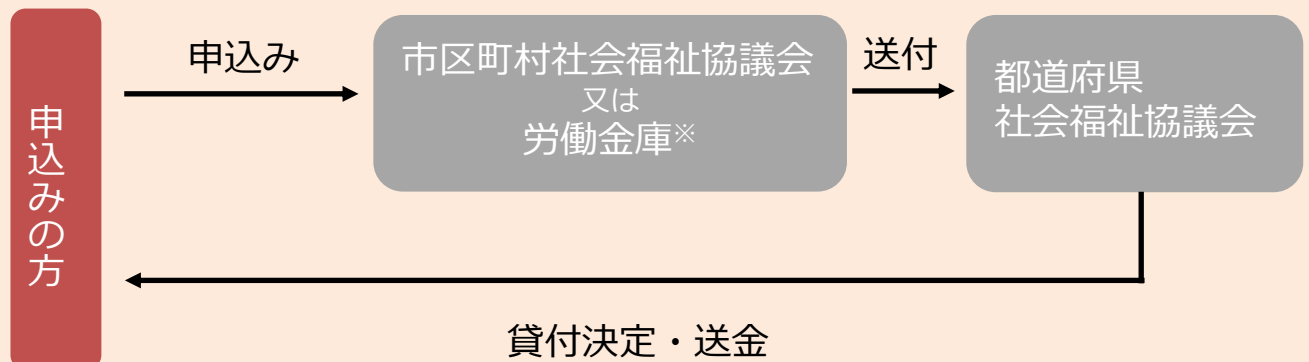 申込みの方
申込み
市区町村社会福祉協議会
又は
労働金庫※
送付
都道府県
社会福祉協議会
貸付決定・送金